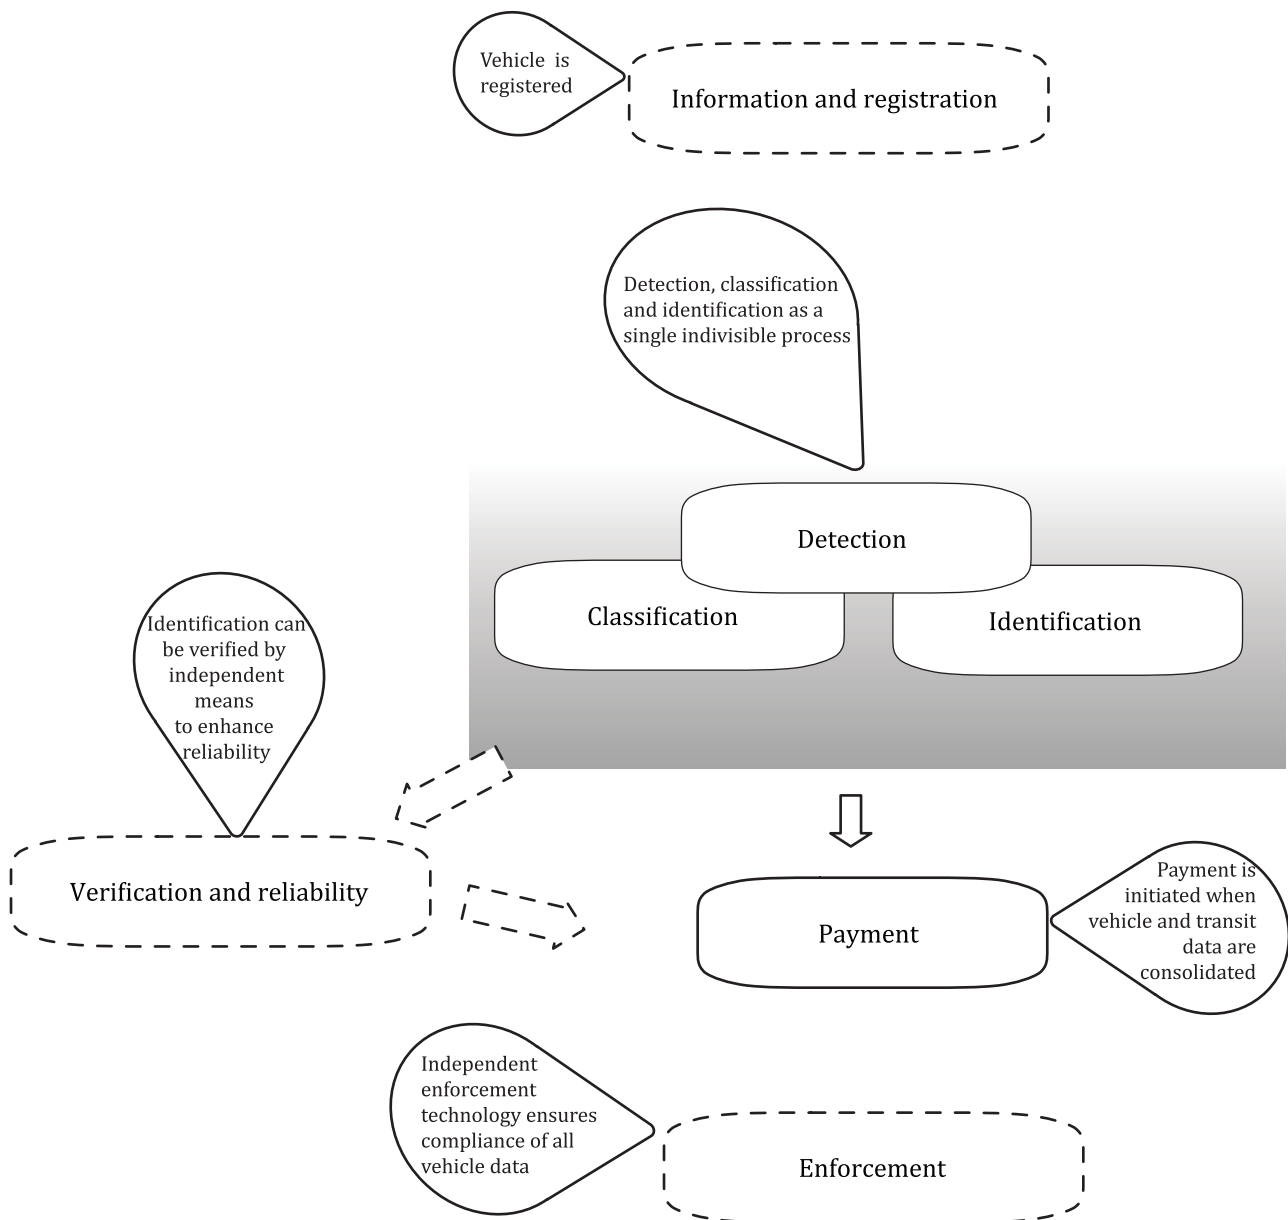 Vehicle is
registered
Information and registration
Detection, classification
and identification as a
single indivisible process
Detection
Classification
Identification
Identification can
be verified by
independent
means
to enhance
reliability
Verification and reliability
Payment
Payment is
initiated when
vehicle and transit
data are
consolidated
Independent
enforcement
technology ensures
compliance of all
vehicle data
Enforcement